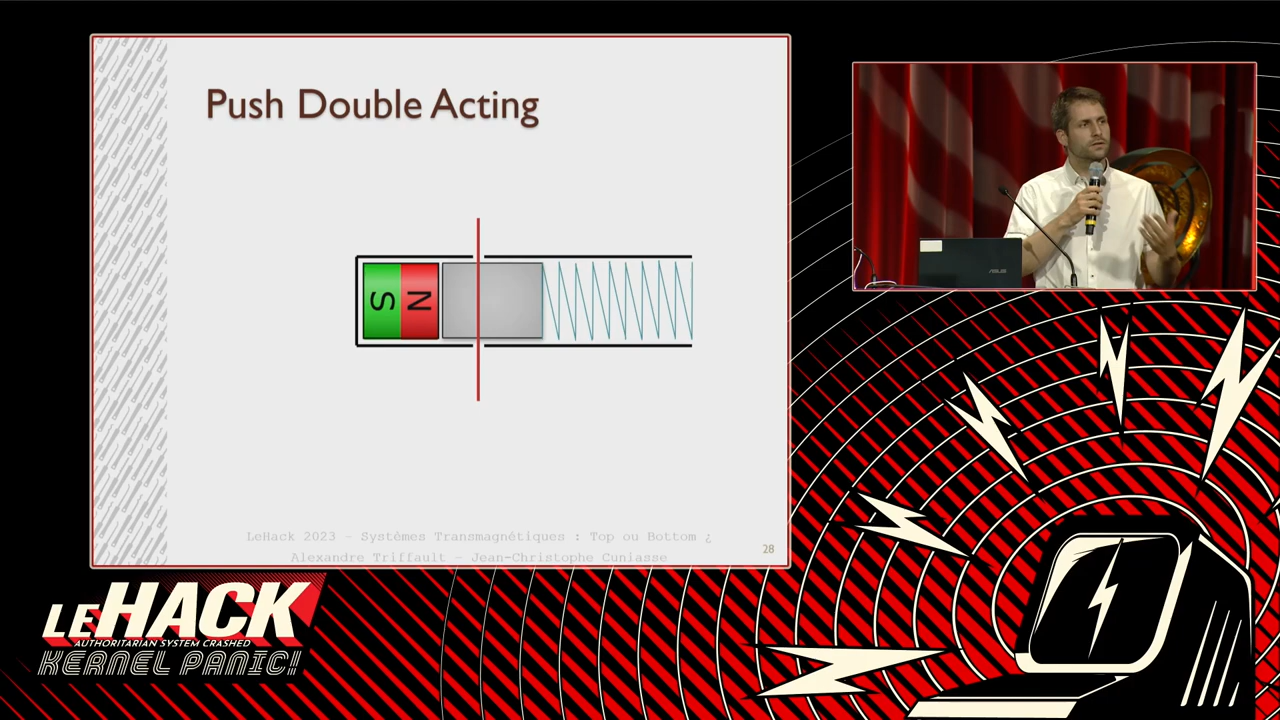 Push Double Acting
S N
LeHack 2023 – Systèmes Transmagnétiques : Top ou Bottom ¿
Alexandre Triffault – Jean-Christophe Cuniasse
28
ASUS
LEHACK
AUTHORITARIAN SYSTEM CRASHED
KERNEL PANIC!